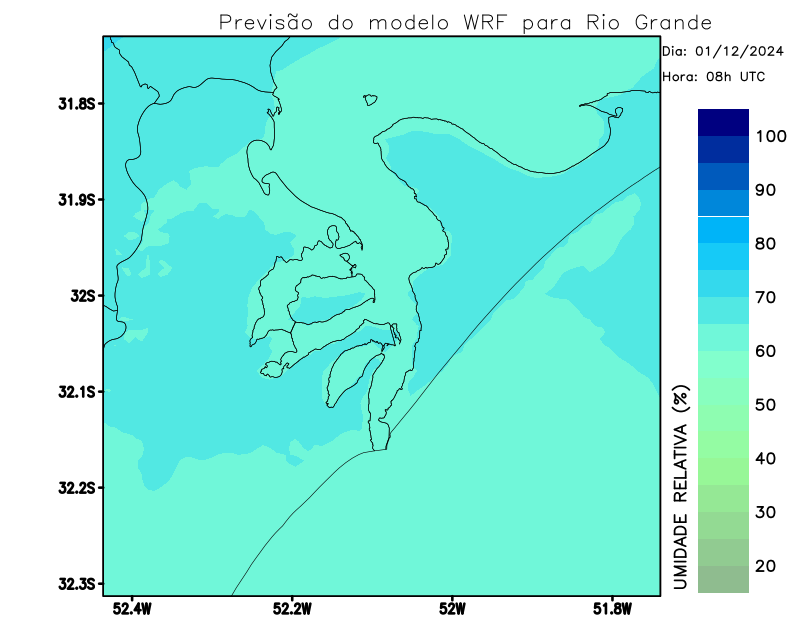 Previsão do modelo WRF para Rio Grande
Dia: 01/12/2024
Hora: 08h UTC
31.8S
31.9S
32S
32.1S
32.2S
32.3S
52.4W
52.2W
52W
51.8W
100
90
80
70
60
50
40
30
20
UMIDADE RELATIVA (%)